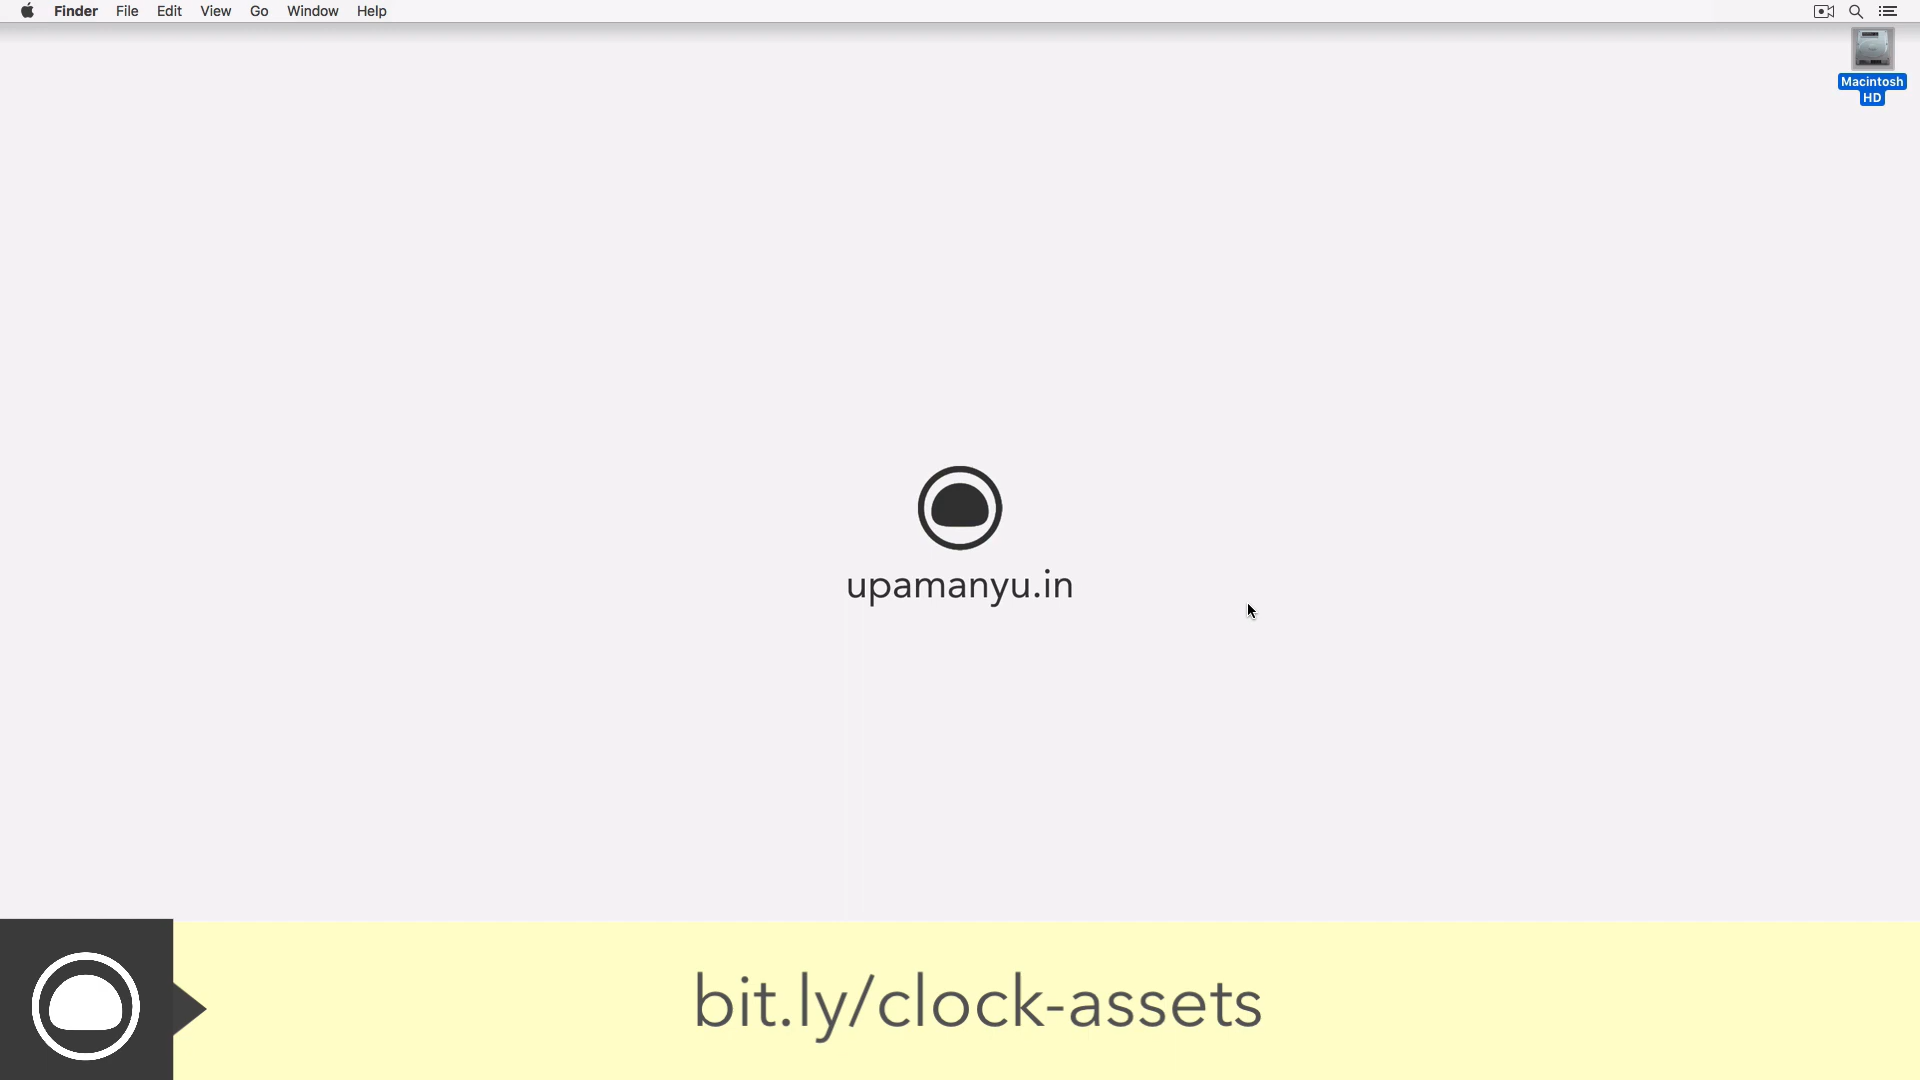 Finder File Edit View Go Window Help
Macintosh
HD
upamanyu.in
bit.ly/clock-assets